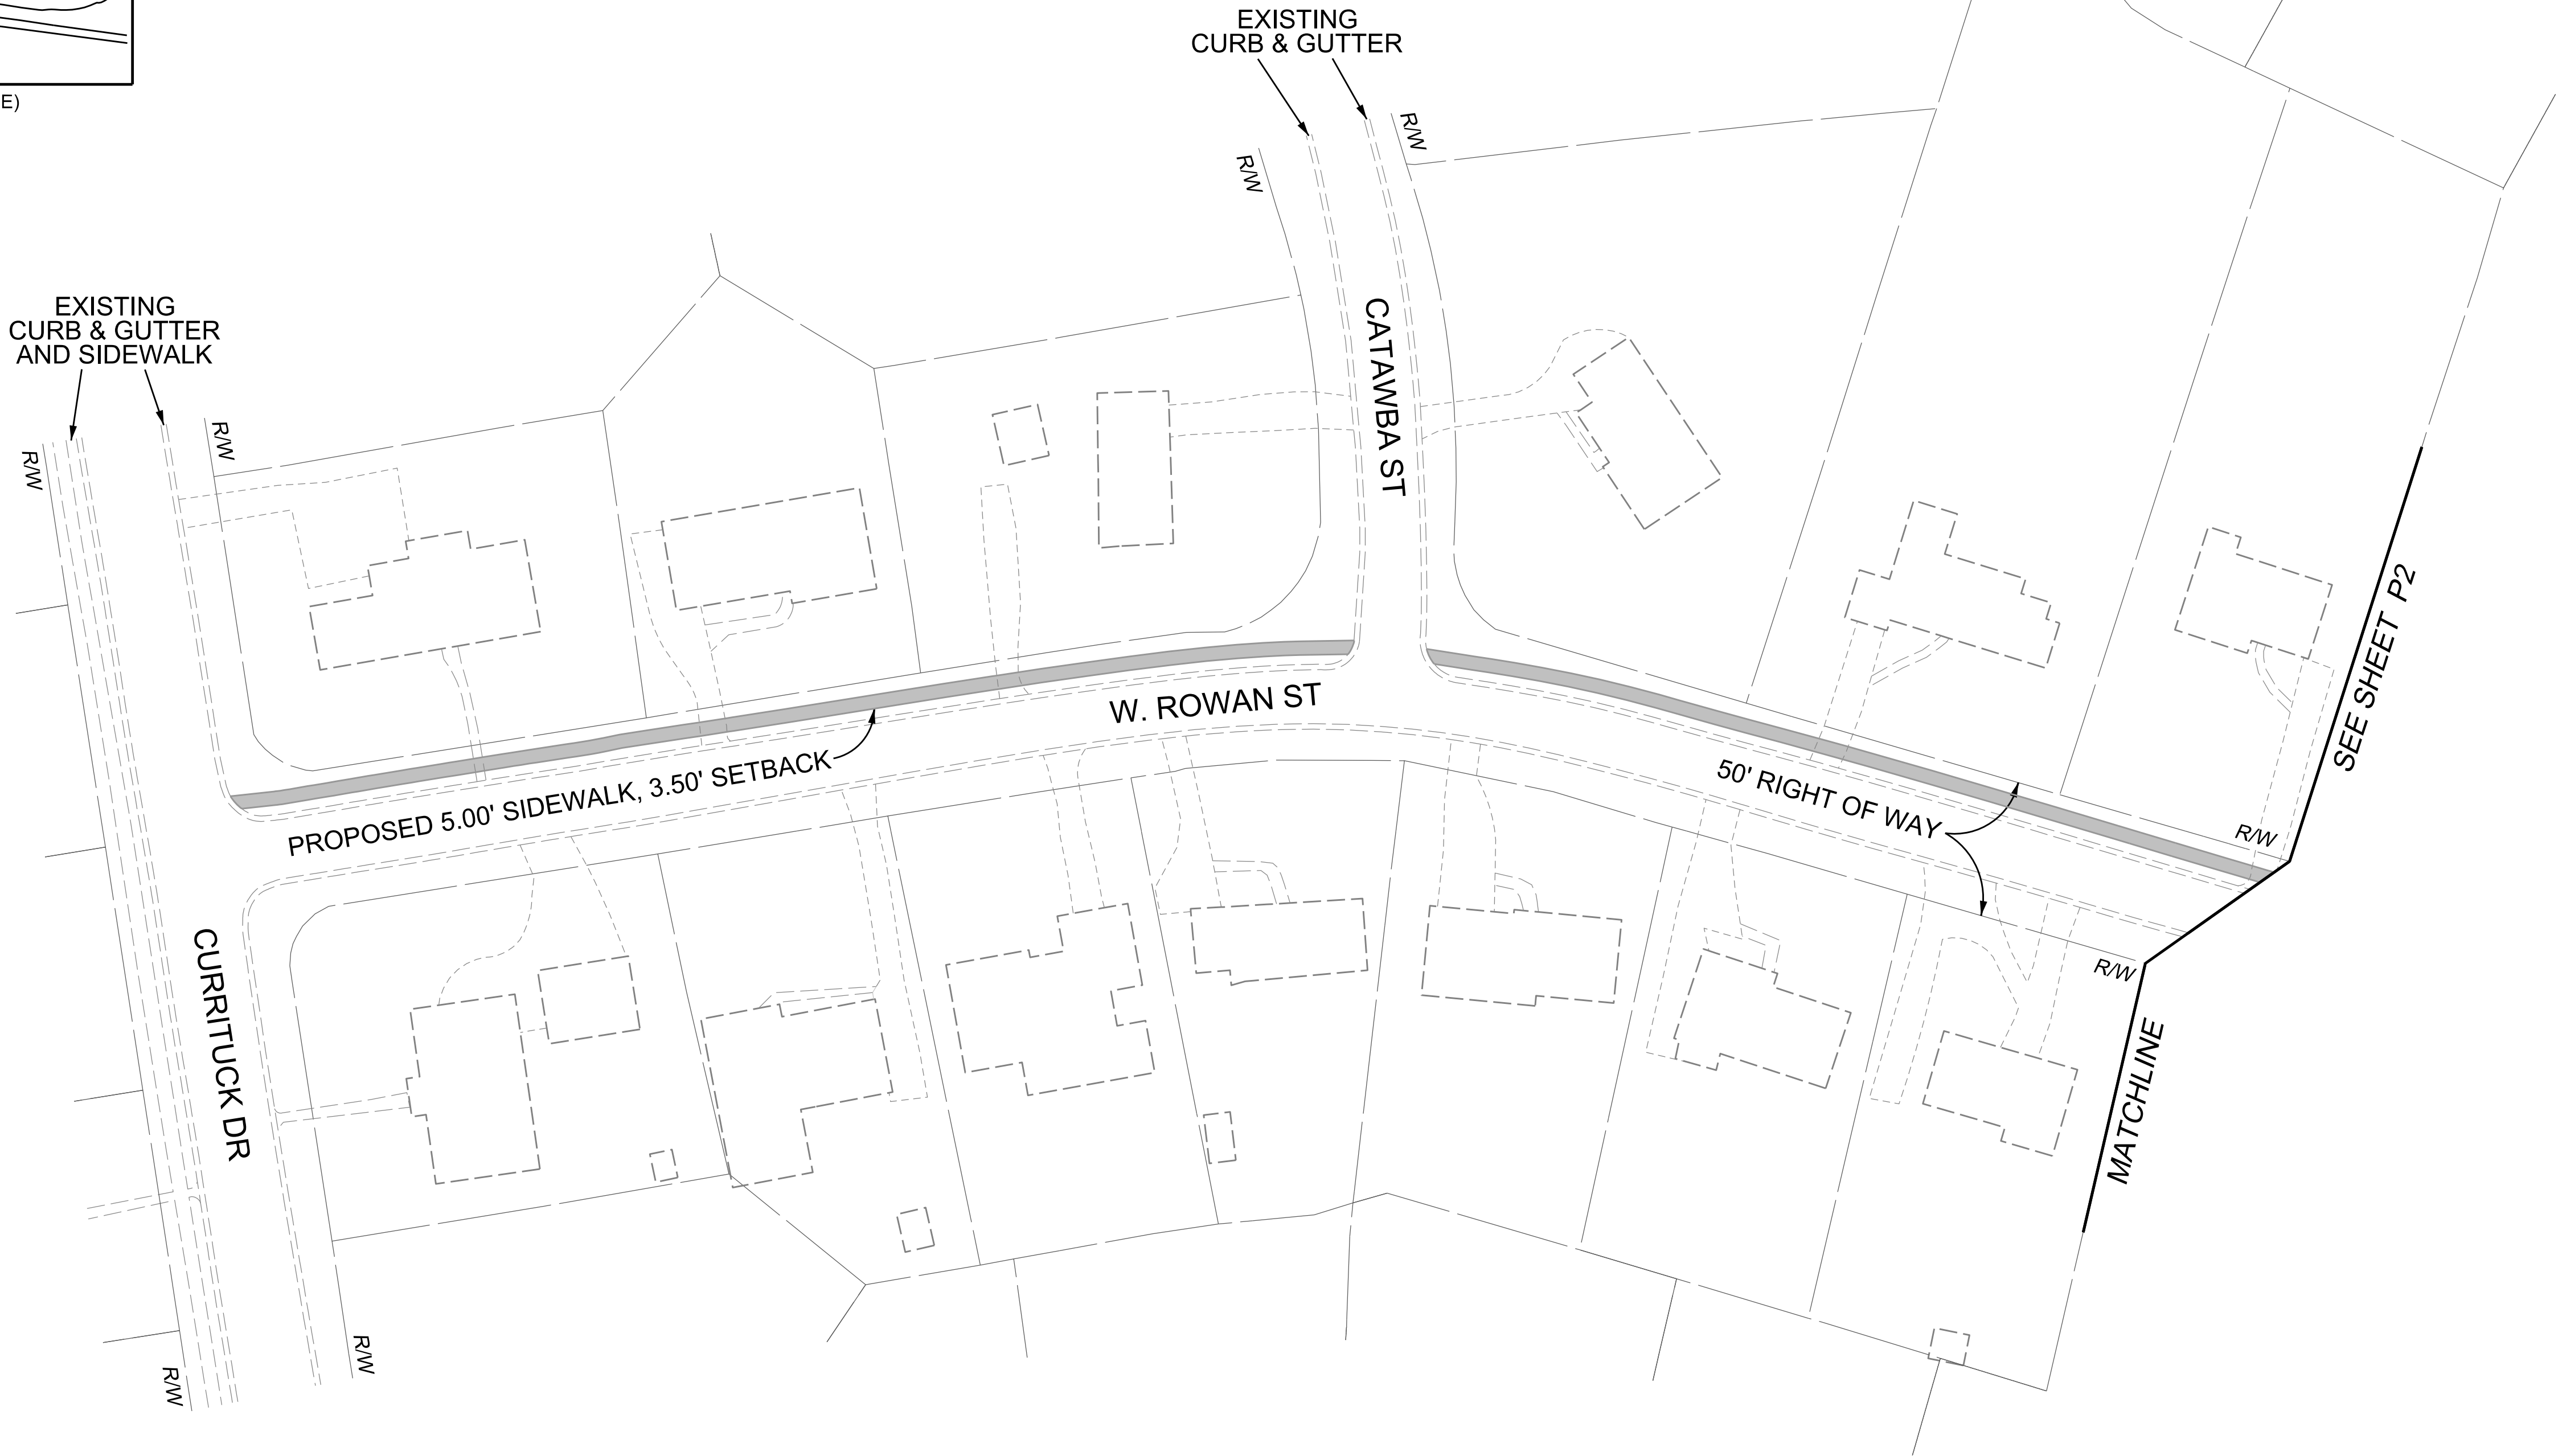 E)
EXISTING
CURB & GUTTER
R/W
R/W
EXISTING
CURB & GUTTER
AND SIDEWALK
R/W
R/W
CATAWBA ST
W. ROWAN ST
PROPOSED 5.00' SIDEWALK, 3.50' SETBACK
50' RIGHT OF WAY
SEE SHEET P2
R/W
R/W
CURRITUCK DR
MATCHLINE
R/W
R/W